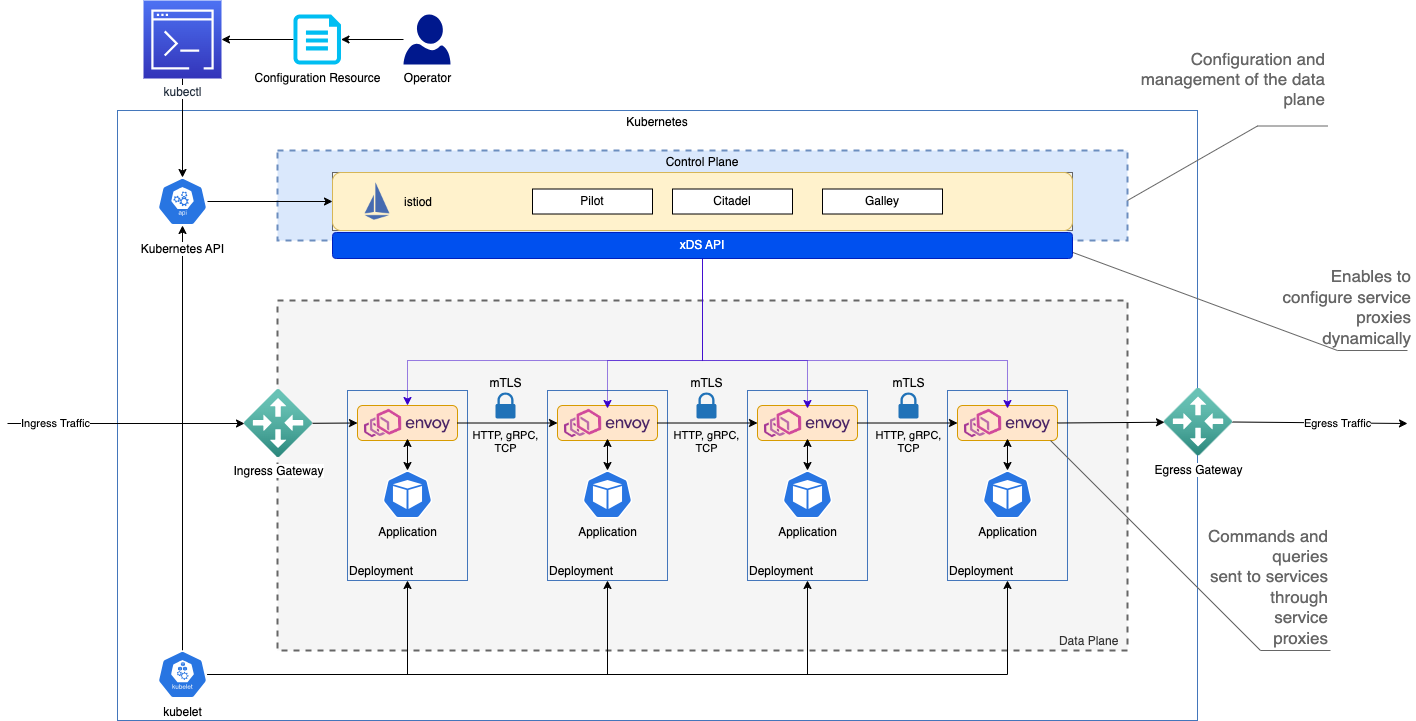 kubectl
Configuration Resource
Operator
Configuration and
management of the data
plane
Kubernetes
Control Plane
api
Kubernetes API
istiod
Pilot
Citadel
Galley
xDS API
Enables to
configure service
proxies
dynamically
Ingress Traffic
Ingress Gateway
mTLS
mTLS
mTLS
envoy
envoy
envoy
envoy
HTTP, gRPC,
TCP
HTTP, gRPC,
TCP
HTTP, gRPC,
TCP
Egress Traffic
Egress Gateway
Application
Application
Application
Application
Deployment
Deployment
Deployment
Deployment
Commands and
queries
sent to services
through
service
proxies
Data Plane
kubelet
kubelet